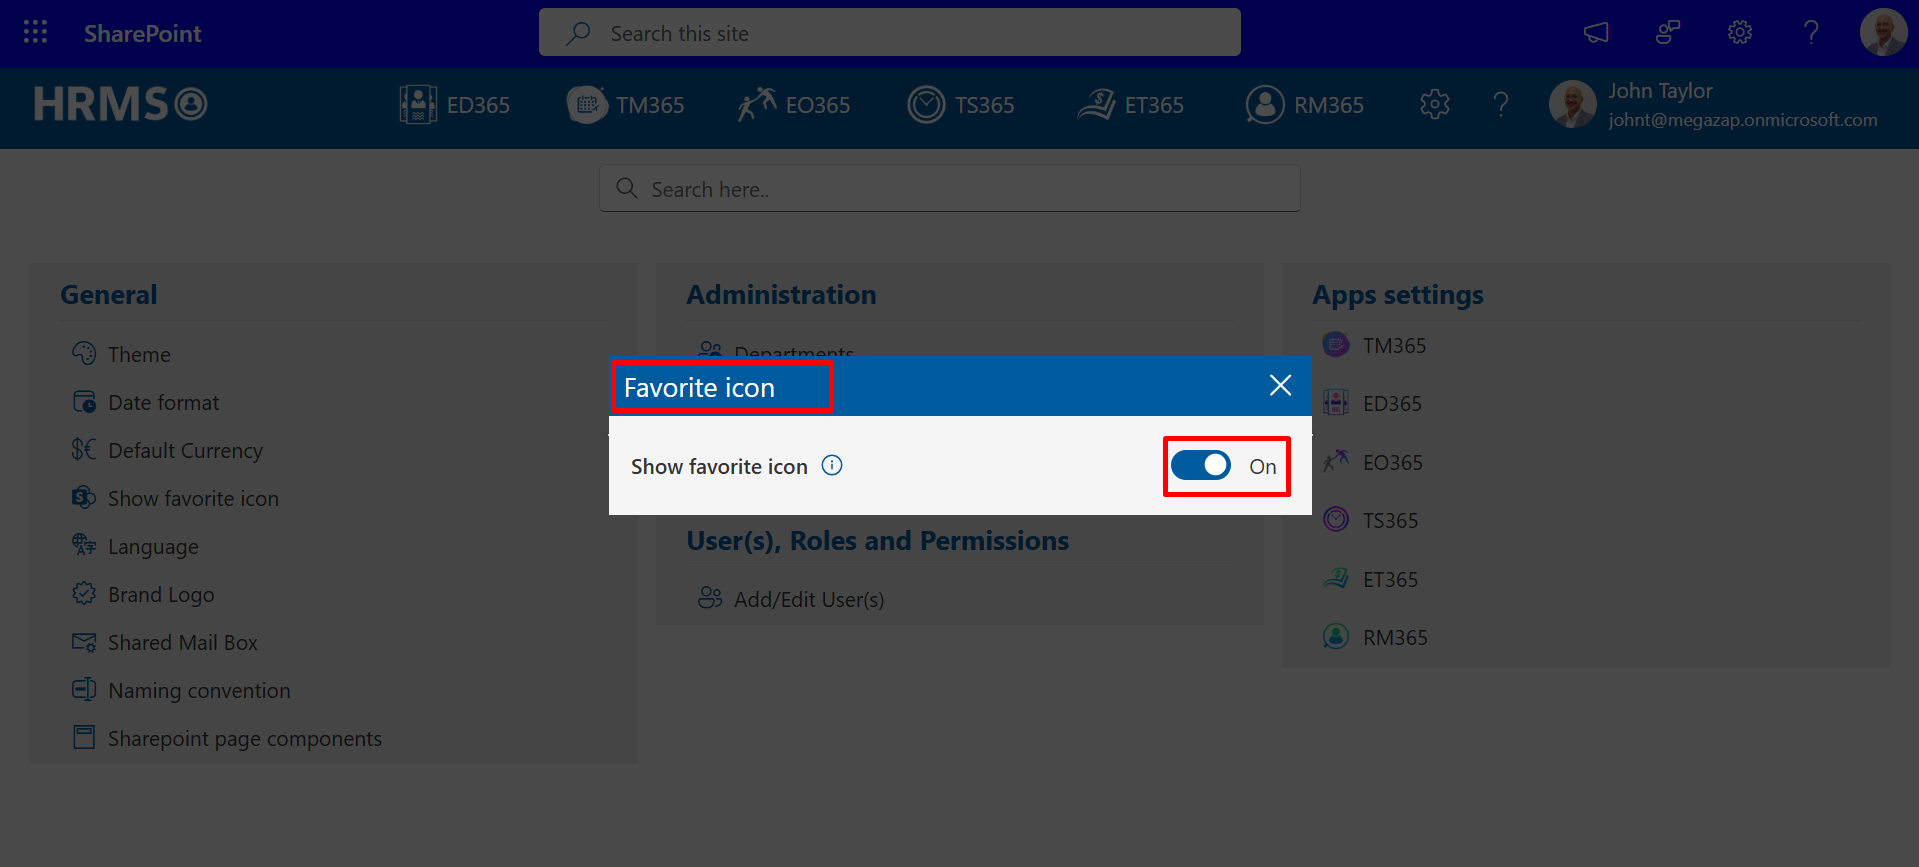 SharePoint
Search this site
HRMS
ED365
TM365
EO365
TS365
ET365
RM365
John Taylor
johnt@megazap.onmicrosoft.com
Search here..
General
Theme
Date format
Default Currency
Show favorite icon
Language
Brand Logo
Shared Mail Box
Naming convention
Sharepoint page components
Administration
Departments
Favorite icon
Show favorite icon
On
User(s), Roles and Permissions
Add/Edit User(s)
Apps settings
TM365
ED365
EO365
TS365
ET365
RM365